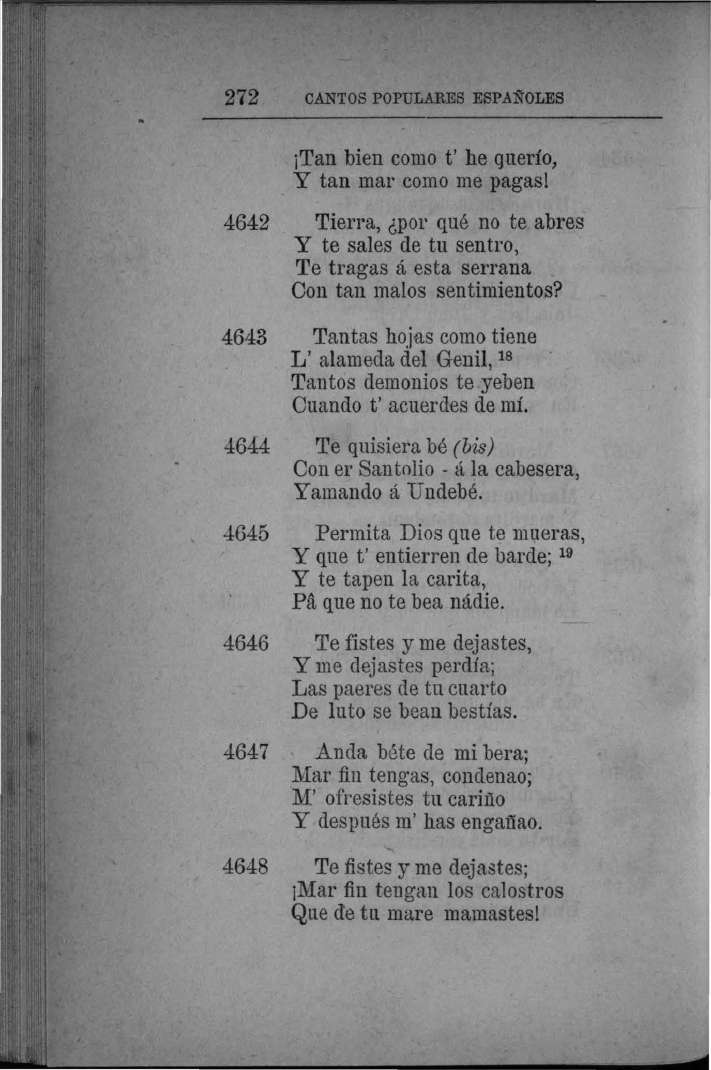 272 CANTOS POPULARES ESPAÑOLES
¡Tan bien como t' he querío,
Y tan mar como me pagas!
4642 Tierra, ¿por qué no te abres
Y te sales de tu sentro,
Te tragas á esta serrana
Con tan malos sentimientos?
4643 Tantas hojas como tiene
L' alameda del Genil, 18
Tantos demonios te yeben
Cuando t' acuerdes de mí.
4644 Te quisiera bé (bis)
Con er Santolio - á la cabesera,
Yamando á Undebé.
4645 Permita Dios que te mueras,
Y que t' entierren de barde; 19
Y te tapen la carita,
Pâ que no te bea nádie.
4646 Te fistes y me dejastes,
Y me dejastes perdía;
Las paeres de tu cuarto
De luto se bean bestías.
4647 Anda béte de mi bera;
Mar fin tengas, condenao;
M' ofresistes tu cariño
Y después m' has engañao.
4648 Te fistes y me dejastes;
¡Mar fin tengan los calostros
Que de tu mare mamastes!